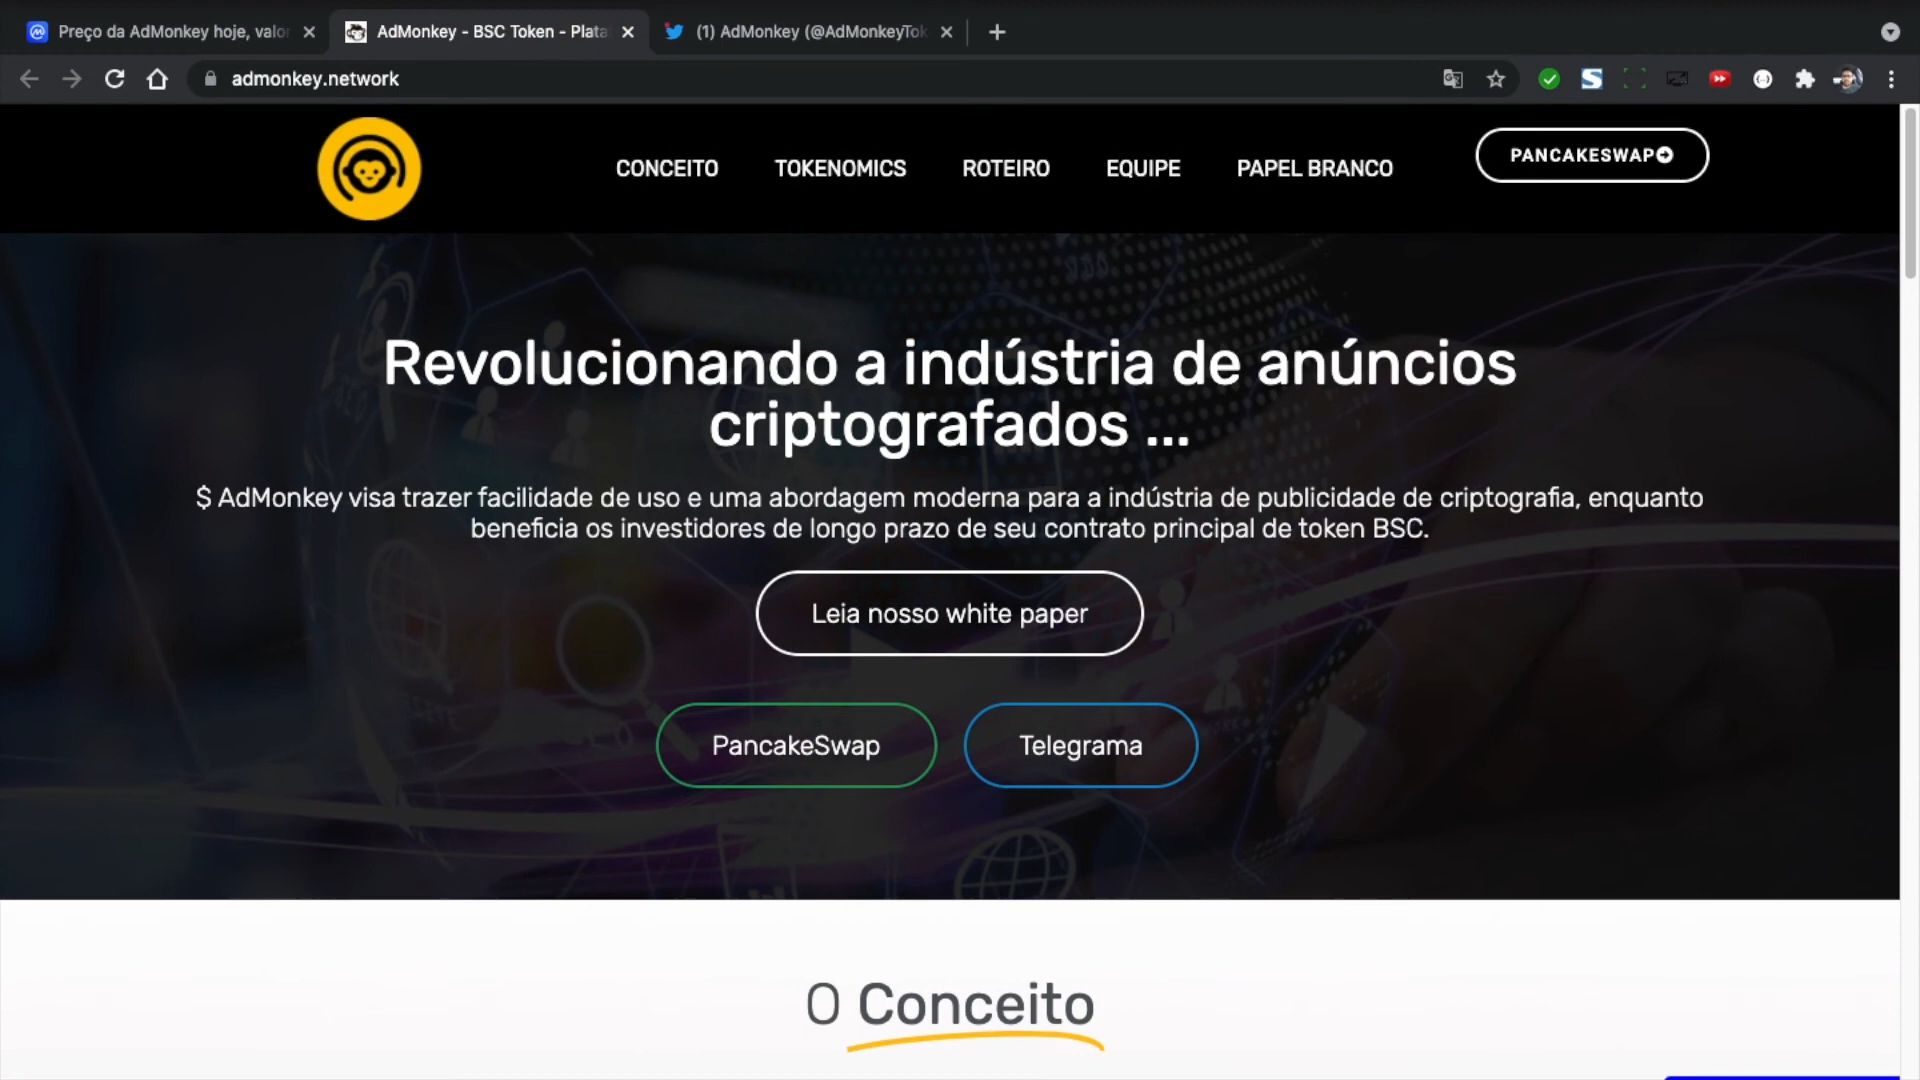 Preço da AdMonkey hoje, valo
AdMonkey - BSC Token - Plata
(1) AdMonkey (@AdMonkeyTok
admonkey.network
CONCEITO
TOKENOMICS
ROTEIRO
EQUIPE
PAPEL BRANCO
PANCAKESWAP
Revolucionando a indústria de anúncios
criptografados ...
$ AdMonkey visa trazer facilidade de uso e uma abordagem moderna para a indústria de publicidade de criptografia, enquanto
beneficia os investidores de longo prazo de seu contrato principal de token BSC.
Leia nosso white paper
PancakeSwap
Telegrama
O Conceito